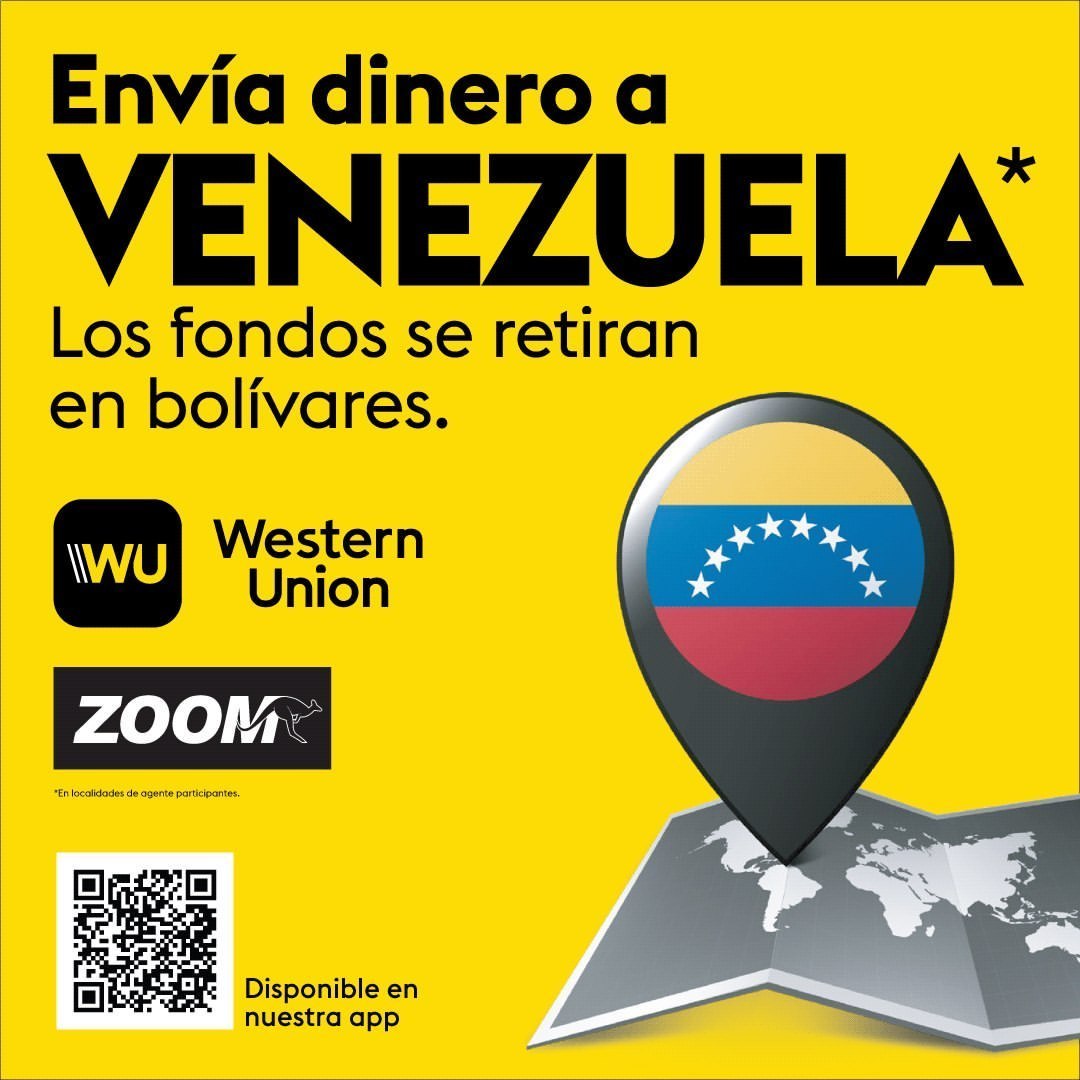 Envía dinero a
VENEZUELA*
Los fondos se retiran
en bolívares.
WU
Western
Union
ZOOM
*En localidades de agente participantes.
Disponible en
nuestra app